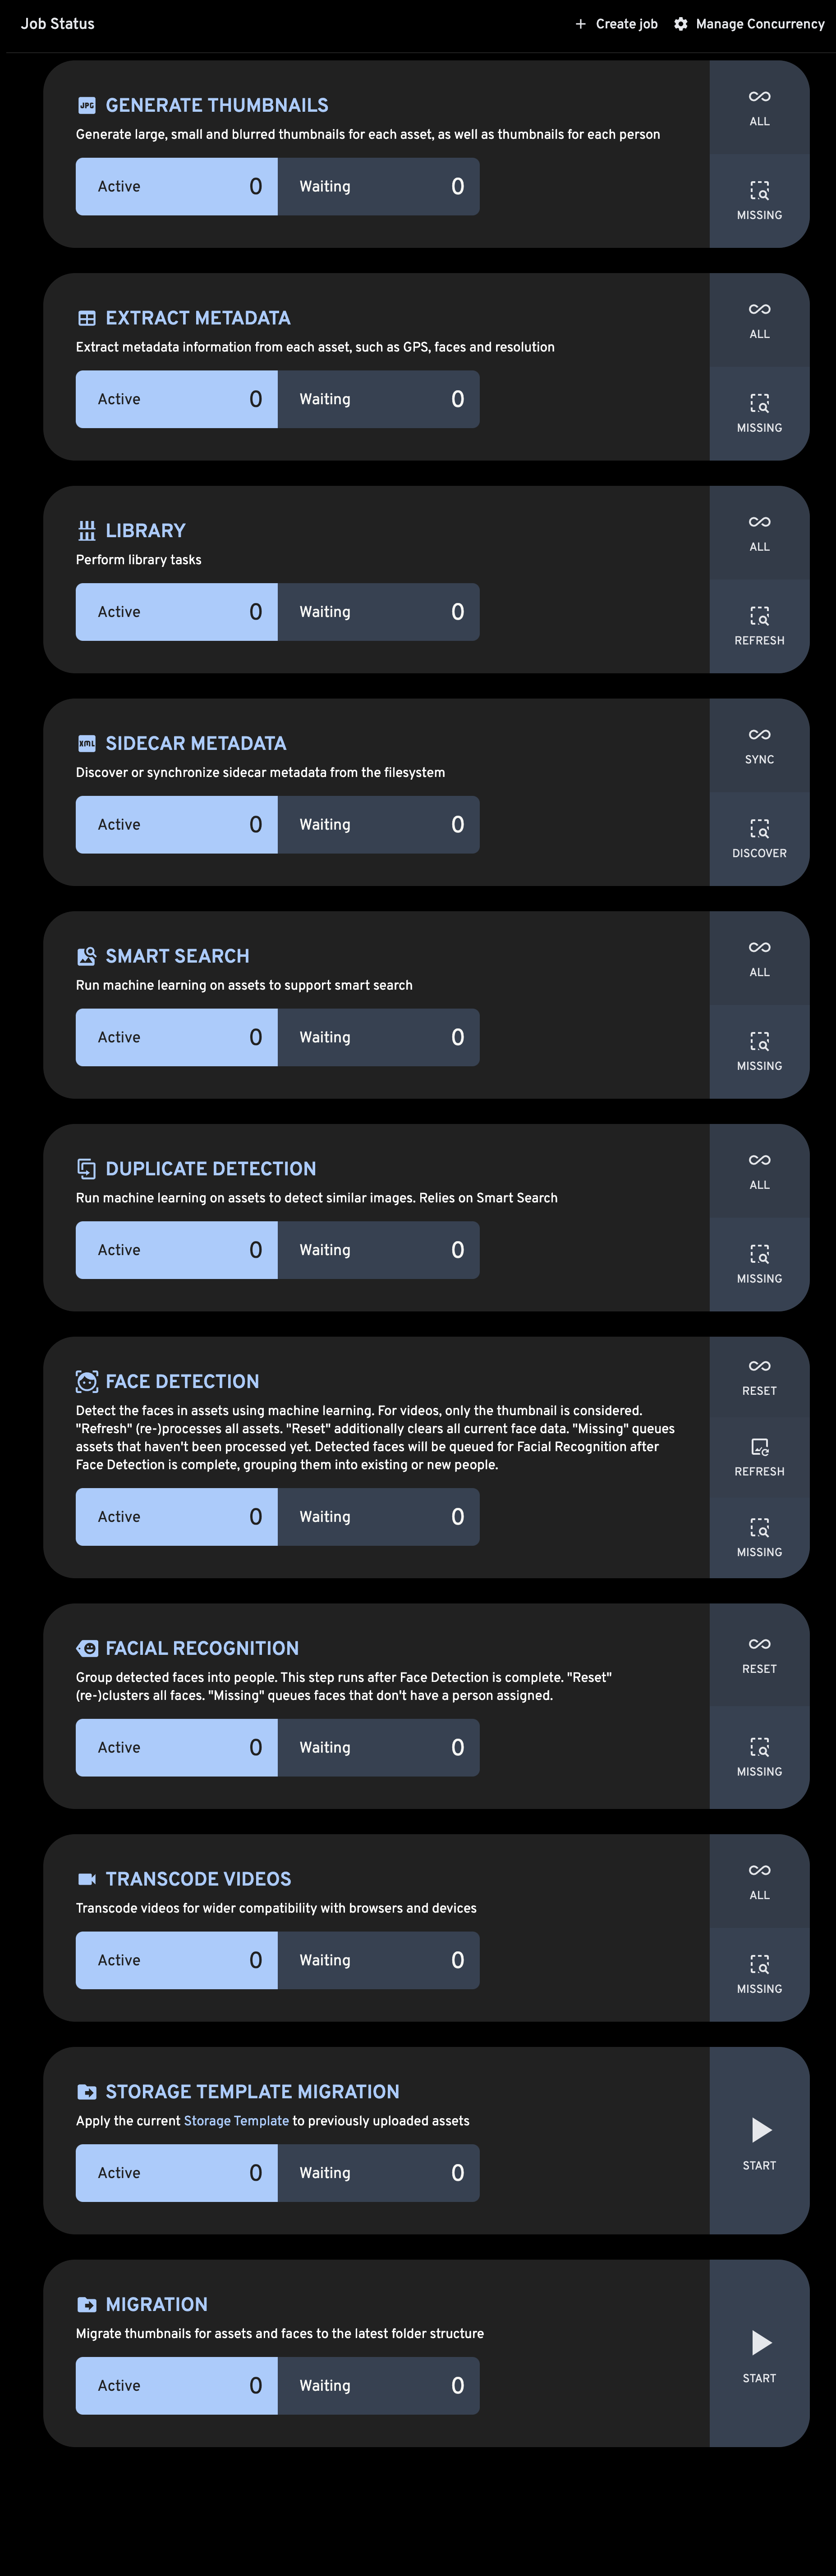 Job Status
Create job
Manage Concurrency
JPG
GENERATE THUMBNAILS
Generate large, small and blurred thumbnails for each asset, as well as thumbnails for each person
Active 0 Waiting 0
ALL
MISSING
EXTRACT METADATA
Extract metadata information from each asset, such as GPS, faces and resolution
Active 0 Waiting 0
ALL
MISSING
LIBRARY
Perform library tasks
Active 0 Waiting 0
ALL
REFRESH
XML
SIDECAR METADATA
Discover or synchronize sidecar metadata from the filesystem
Active 0 Waiting 0
SYNC
DISCOVER
SMART SEARCH
Run machine learning on assets to support smart search
Active 0 Waiting 0
ALL
MISSING
DUPLICATE DETECTION
Run machine learning on assets to detect similar images. Relies on Smart Search
Active 0 Waiting 0
ALL
MISSING
FACE DETECTION
Detect the faces in assets using machine learning. For videos, only the thumbnail is considered.
"Refresh" (re-)processes all assets. "Reset" additionally clears all current face data. "Missing" queues
assets that haven't been processed yet. Detected faces will be queued for Facial Recognition after
Face Detection is complete, grouping them into existing or new people.
Active 0 Waiting 0
RESET
REFRESH
MISSING
FACIAL RECOGNITION
Group detected faces into people. This step runs after Face Detection is complete. "Reset"
(re-)clusters all faces. "Missing" queues faces that don't have a person assigned.
Active 0 Waiting 0
RESET
MISSING
TRANSCODE VIDEOS
Transcode videos for wider compatibility with browsers and devices
Active 0 Waiting 0
ALL
MISSING
STORAGE TEMPLATE MIGRATION
Apply the current Storage Template to previously uploaded assets
Active 0 Waiting 0
START
MIGRATION
Migrate thumbnails for assets and faces to the latest folder structure
Active 0 Waiting 0
START